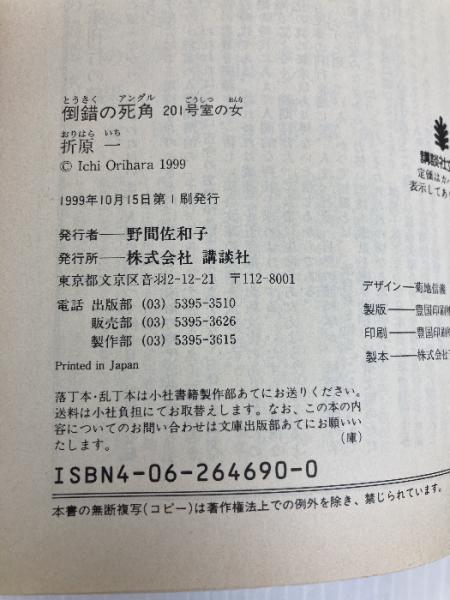 とうさく アングル ごうしつ おんな
倒錯の死角 201号室の女
おりはら いち
折原 一
© Ichi Orihara 1999
1999年10月15日第1刷発行
発行者——野間佐和子
発行所——株式会社 講談社
東京都文京区音羽2-12-21 〒112-8001
電話 出版部 (03) 5395-3510
販売部 (03) 5395-3626
製作部 (03) 5395-3615
Printed in Japan
講談社文
定価はカバ
表示してあり
デザイン—菊地信義
製版——豊国印刷
印刷——豊国印刷
製本——株式会社
落丁本・乱丁本は小社書籍製作部あてにお送りください。
送料は小社負担にてお取替えします。なお、この本の内
容についてのお問い合わせは文庫出版部あてにお願いい
たします。 (庫)
ISBN4-06-264690-0
本書の無断複写(コピー)は著作権法上での例外を除き、禁じられています。